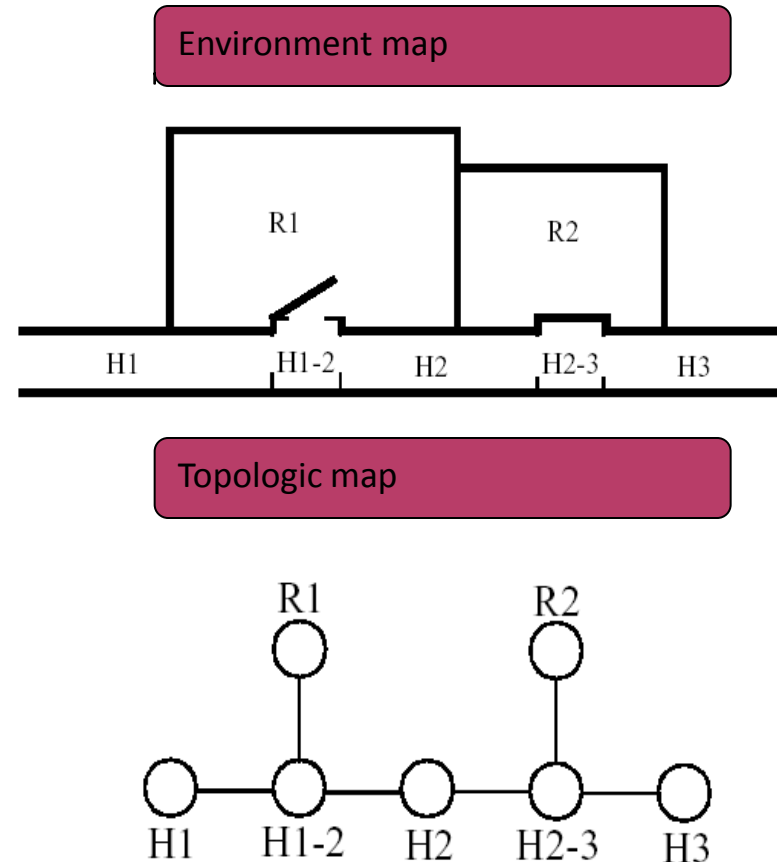 Environment map
R1
R2
H1 H1-2 H2 H2-3 H3
Topologic map
R1 R2
H1 H1-2 H2 H2-3 H3